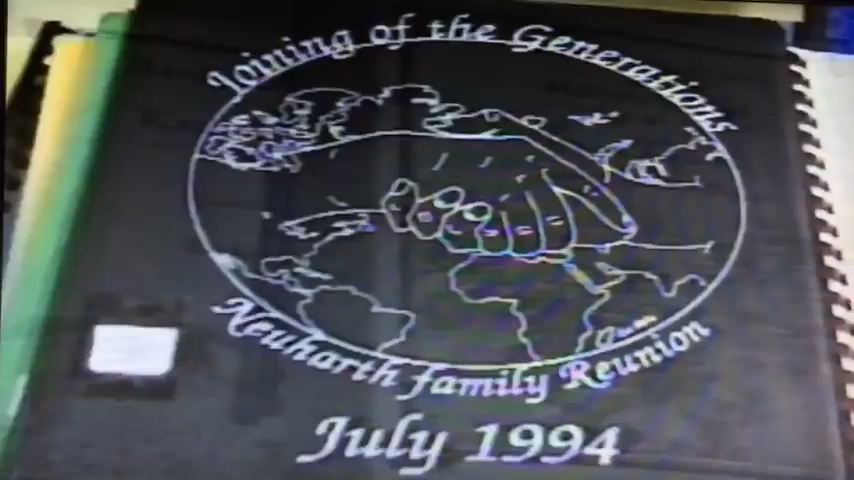 Joining of the Generations
Neuharth family Reunion
July 1994